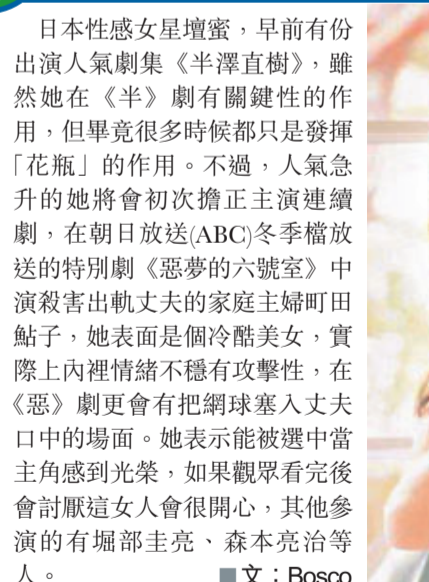 日本性感女星壇蜜，早前有份
出演人氣劇集《半澤直樹》，雖
然她在《半》劇有關鍵性的作
用，但畢竟很多時候都只是發揮
「花瓶」的作用。不過，人氣急
升的她將會初次擔正主演連續
劇，在朝日放送(ABC)冬季檔放
送的特別劇《惡夢的六號室》中
演殺害出軌丈夫的家庭主婦町田
鮎子，她表面是個冷酷美女，實
際上內裡情緒不穩有攻擊性，在
《惡》劇更會有把網球塞入丈夫
口中的場面。她表示能被選中當
主角感到光榮，如果觀眾看完後
會討厭這女人會很開心，其他參
演的有堀部圭亮、森本亮治等
人。 ■文：Bosco